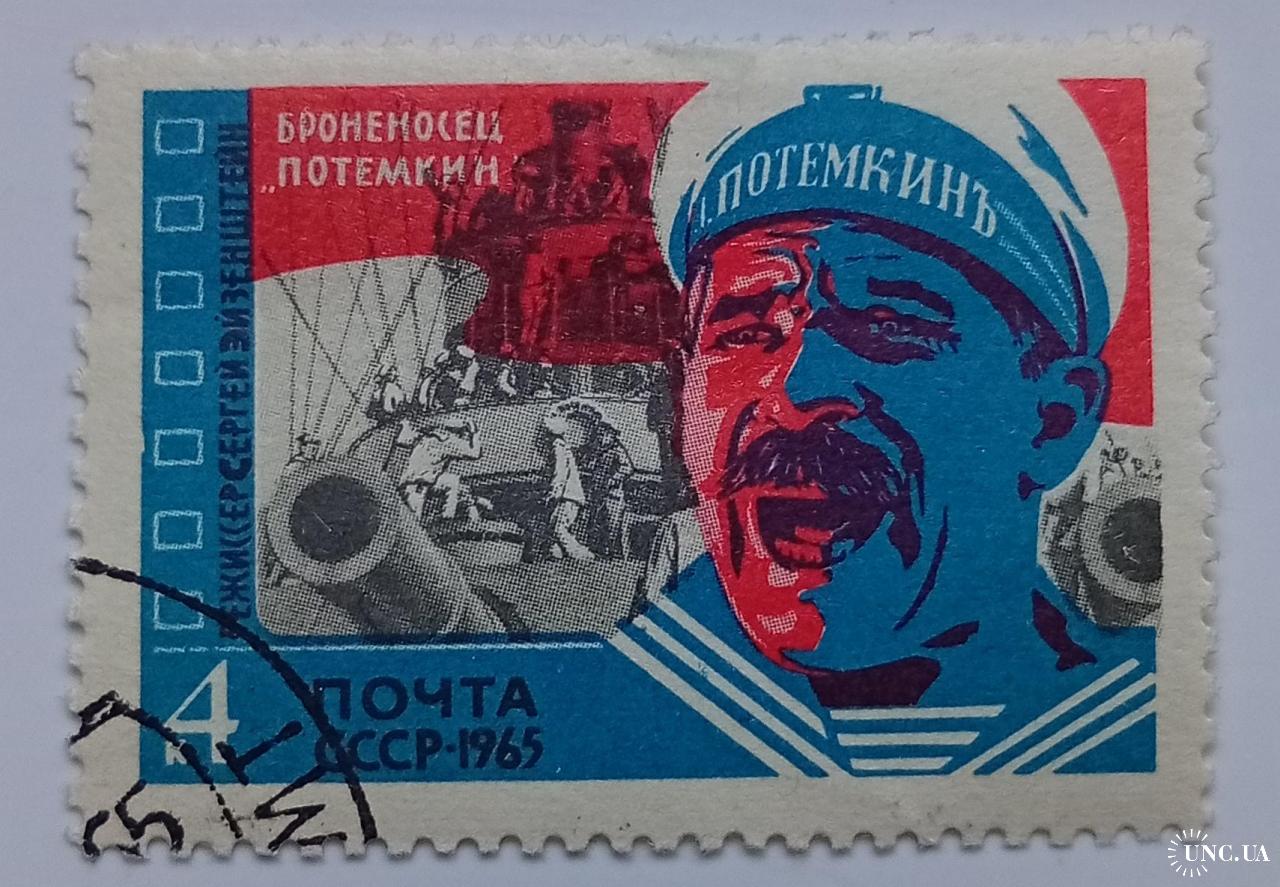 БРОНЕНОСЕЦ
„ПОТЕМКИН"
ПОТЕМКИНЪ
РЕЖИССЕР СЕРГЕЙ ЭЙЗЕНШТЕЙН
4
К
ПОЧТА
СССР·1965
UNC.UA